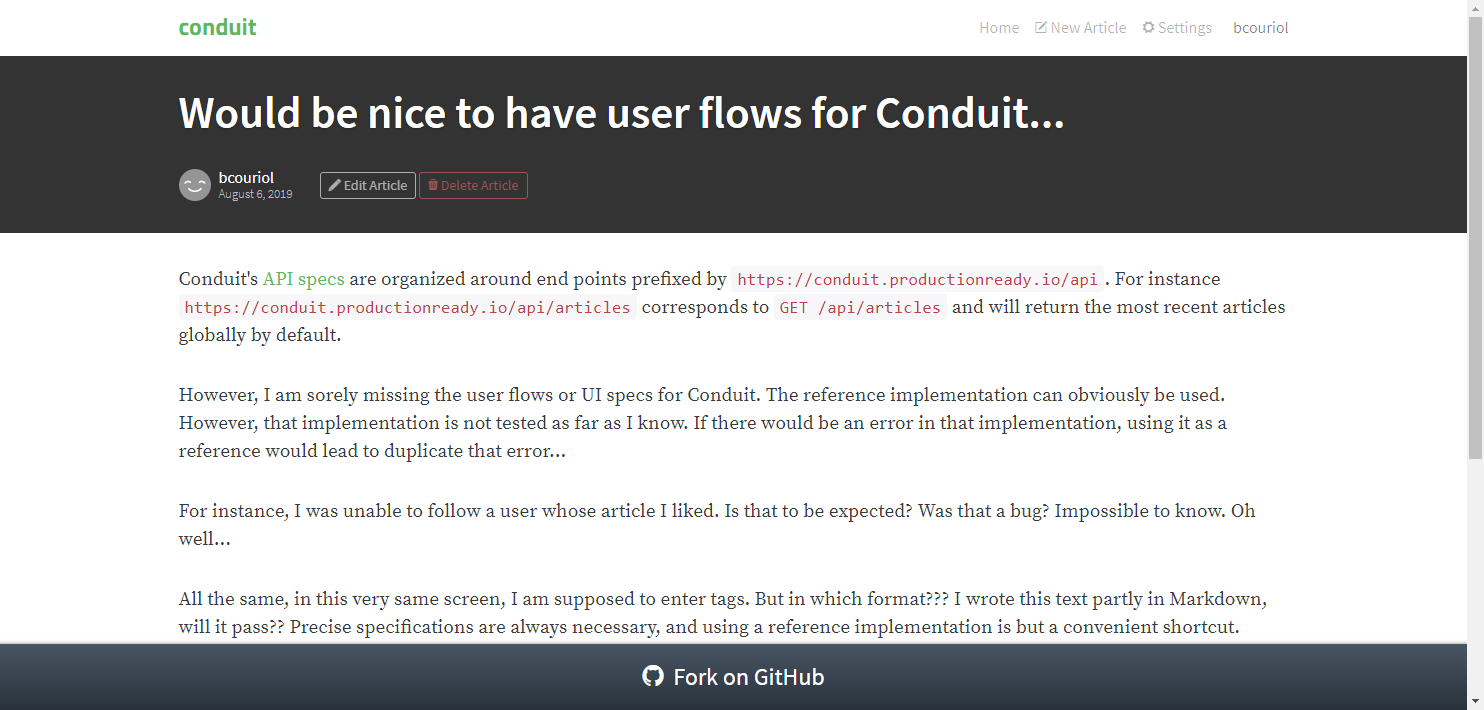 conduit
Home New Article Settings bcouriol
Would be nice to have user flows for Conduit...
bcouriol
August 6, 2019
Edit Article Delete Article
Conduit's API specs are organized around end points prefixed by https://conduit.productionready.io/api . For instance
https://conduit.productionready.io/api/articles corresponds to GET /api/articles and will return the most recent articles
globally by default.
However, I am sorely missing the user flows or UI specs for Conduit. The reference implementation can obviously be used.
However, that implementation is not tested as far as I know. If there would be an error in that implementation, using it as a
reference would lead to duplicate that error...
For instance, I was unable to follow a user whose article I liked. Is that to be expected? Was that a bug? Impossible to know. Oh
well...
All the same, in this very same screen, I am supposed to enter tags. But in which format??? I wrote this text partly in Markdown,
will it pass?? Precise specifications are always necessary, and using a reference implementation is but a convenient shortcut.
Fork on GitHub